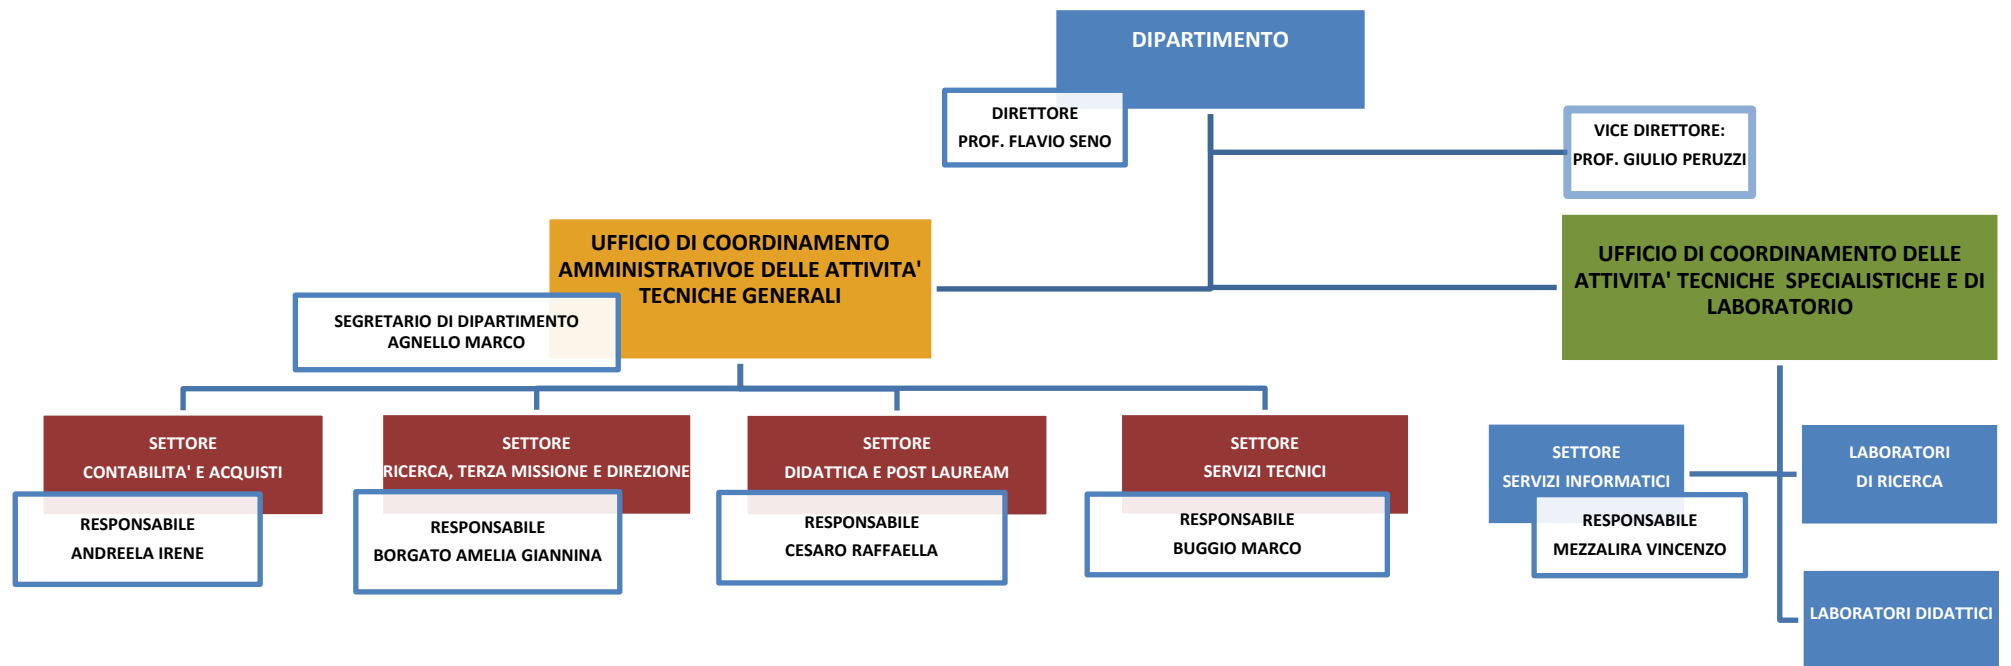 DIPARTIMENTO
DIRETTORE
PROF. FLAVIO SENO
VICE DIRETTORE:
PROF. GIULIO PERUZZI
UFFICIO DI COORDINAMENTO
AMMINISTRATIVOE DELLE ATTIVITA'
TECNICHE GENERALI
SEGRETARIO DI DIPARTIMENTO
AGNELLO MARCO
UFFICIO DI COORDINAMENTO DELLE
ATTIVITA' TECNICHE SPECIALISTICHE E DI
LABORATORIO
SETTORE
CONTABILITA' E ACQUISTI
RESPONSABILE
ANDREELA IRENE
SETTORE
RICERCA, TERZA MISSIONE E DIREZIONE
RESPONSABILE
BORGATO AMELIA GIANNINA
SETTORE
DIDATTICA E POST LAUREAM
RESPONSABILE
CESARO RAFFAELLA
SETTORE
SERVIZI TECNICI
RESPONSABILE
BUGGIO MARCO
SETTORE
SERVIZI INFORMATICI
RESPONSABILE
MEZZALIRA VINCENZO
LABORATORI
DI RICERCA
LABORATORI DIDATTICI